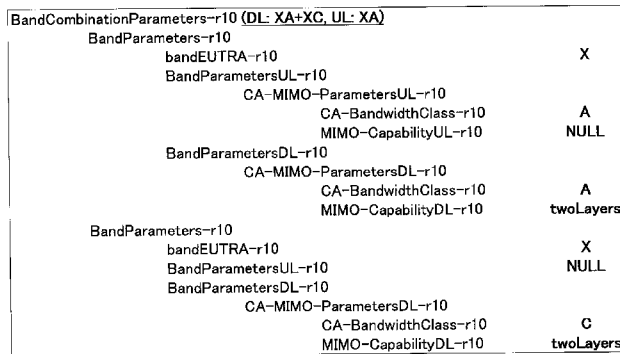 BandCombinationParameters-r10 (DL: XA+XC, UL: XA)
BandParameters-r10
bandEUTRA-r10 X
BandParametersUL-r10
CA-MIMO-ParametersUL-r10
CA-BandwidthClass-r10 A
MIMO-CapabilityUL-r10 NULL
BandParametersDL-r10
CA-MIMO-ParametersDL-r10
CA-BandwidthClass-r10 A
MIMO-CapabilityDL-r10 twoLayers
BandParameters-r10
bandEUTRA-r10 X
BandParametersUL-r10 NULL
BandParametersDL-r10
CA-MIMO-ParametersDL-r10
CA-BandwidthClass-r10 C
MIMO-CapabilityDL-r10 twoLayers